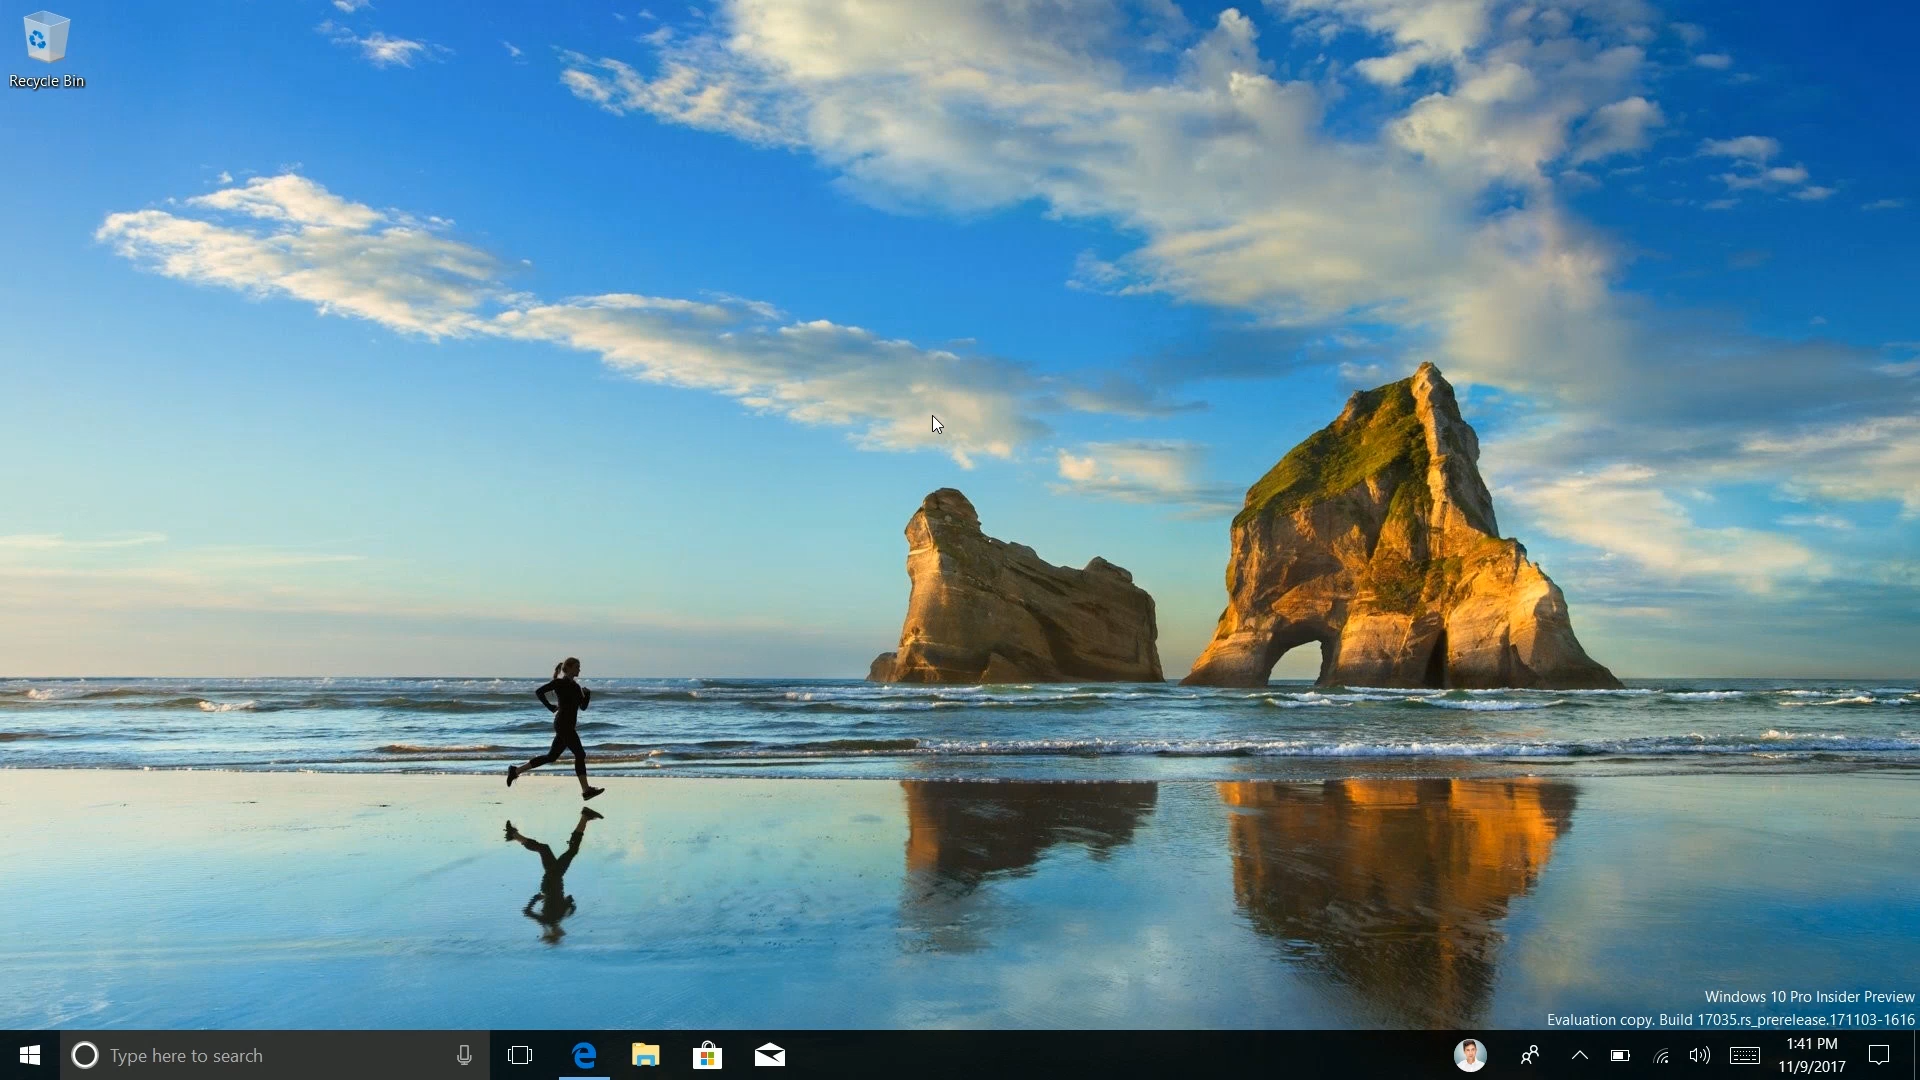 Recycle Bin
Windows 10 Pro Insider Preview
Evaluation copy. Build 17035.rs_prerelease.171103-1616
Type here to search
1:41 PM
11/9/2017